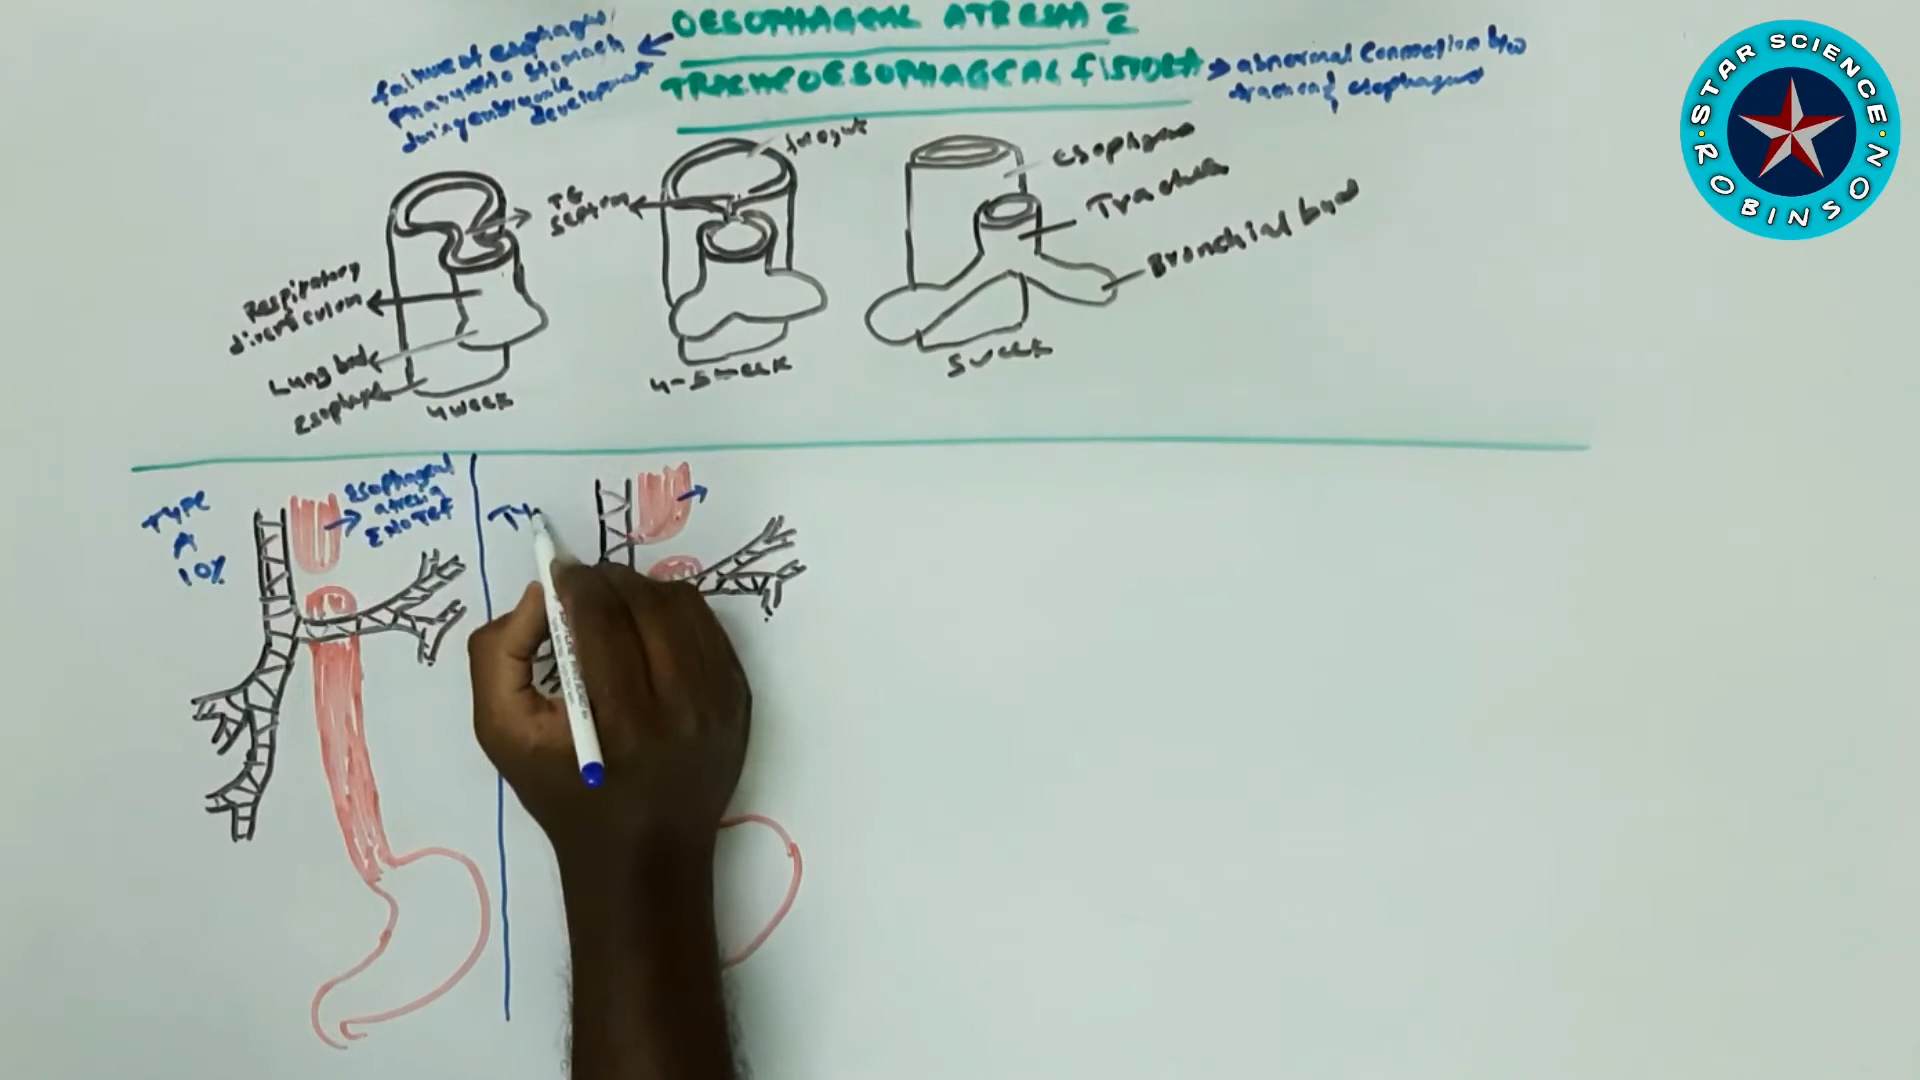 OESOPHAGEAL ATRESIA c̄
TRACHEOESOPHAGEAL FISTULA
failure of esophagus
pharynx to stomach
during embryonic
development
abnormal connection b/w
trachea & esophagus
STAR SCIENCE
ROBINSON
foregut
TE
septum
esophagus
Trachea
Bronchial bud
Respiratory
diverticulum
Lung bud
Esophagus
4 week
4-5 week
5 week
TYPE
A
10%
Esophageal
atresia
c̄ NO TEF
Ty